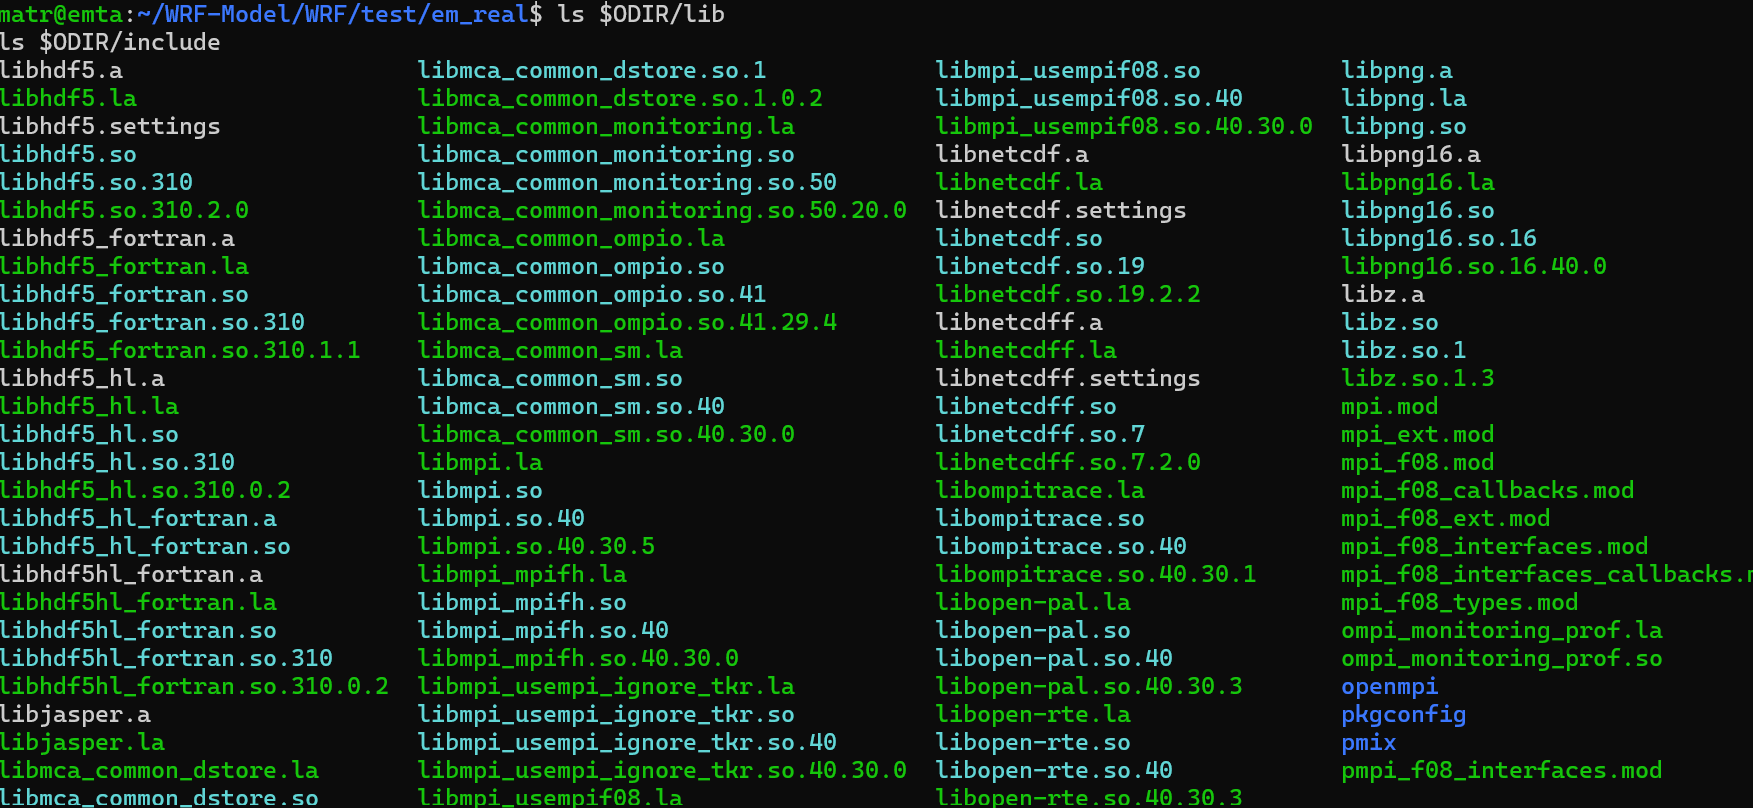 matr@emta:~/WRF-Model/WRF/test/em_real$ ls $ODIR/lib
ls $ODIR/include
libhdf5.a libmca_common_dstore.so.1 libmpi_usempif08.so libpng.a
libhdf5.la libmca_common_dstore.so.1.0.2 libmpi_usempif08.so.40 libpng.la
libhdf5.settings libmca_common_monitoring.la libmpi_usempif08.so.40.30.0 libpng.so
libhdf5.so libmca_common_monitoring.so libnetcdf.a libpng16.a
libhdf5.so.310 libmca_common_monitoring.so.50 libnetcdf.la libpng16.la
libhdf5.so.310.2.0 libmca_common_monitoring.so.50.20.0 libnetcdf.settings libpng16.so
libhdf5_fortran.a libmca_common_ompio.la libnetcdf.so libpng16.so.16
libhdf5_fortran.la libmca_common_ompio.so libnetcdf.so.19 libpng16.so.16.40.0
libhdf5_fortran.so libmca_common_ompio.so.41 libnetcdf.so.19.2.2 libz.a
libhdf5_fortran.so.310 libmca_common_ompio.so.41.29.4 libnetcdff.a libz.so
libhdf5_fortran.so.310.1.1 libmca_common_sm.la libnetcdff.la libz.so.1
libhdf5_hl.a libmca_common_sm.so libnetcdff.settings libz.so.1.3
libhdf5_hl.la libmca_common_sm.so.40 libnetcdff.so mpi.mod
libhdf5_hl.so libmca_common_sm.so.40.30.0 libnetcdff.so.7 mpi_ext.mod
libhdf5_hl.so.310 libmpi.la libnetcdff.so.7.2.0 mpi_f08.mod
libhdf5_hl.so.310.0.2 libmpi.so libompitrace.la mpi_f08_callbacks.mod
libhdf5_hl_fortran.a libmpi.so.40 libompitrace.so mpi_f08_ext.mod
libhdf5_hl_fortran.so libmpi.so.40.30.5 libompitrace.so.40 mpi_f08_interfaces.mod
libhdf5hl_fortran.a libmpi_mpifh.la libompitrace.so.40.30.1 mpi_f08_interfaces_callbacks.
libhdf5hl_fortran.la libmpi_mpifh.so libopen-pal.la mpi_f08_types.mod
libhdf5hl_fortran.so libmpi_mpifh.so.40 libopen-pal.so ompi_monitoring_prof.la
libhdf5hl_fortran.so.310 libmpi_mpifh.so.40.30.0 libopen-pal.so.40 ompi_monitoring_prof.so
libhdf5hl_fortran.so.310.0.2 libmpi_usempi_ignore_tkr.la libopen-pal.so.40.30.3 openmpi
libjasper.a libmpi_usempi_ignore_tkr.so libopen-rte.la pkgconfig
libjasper.la libmpi_usempi_ignore_tkr.so.40 libopen-rte.so pmix
libmca_common_dstore.la libmpi_usempi_ignore_tkr.so.40.30.0 libopen-rte.so.40 pmpi_f08_interfaces.mod
libmca_common_dstore.so libmpi_usempif08.la libopen-rte.so.40.30.3